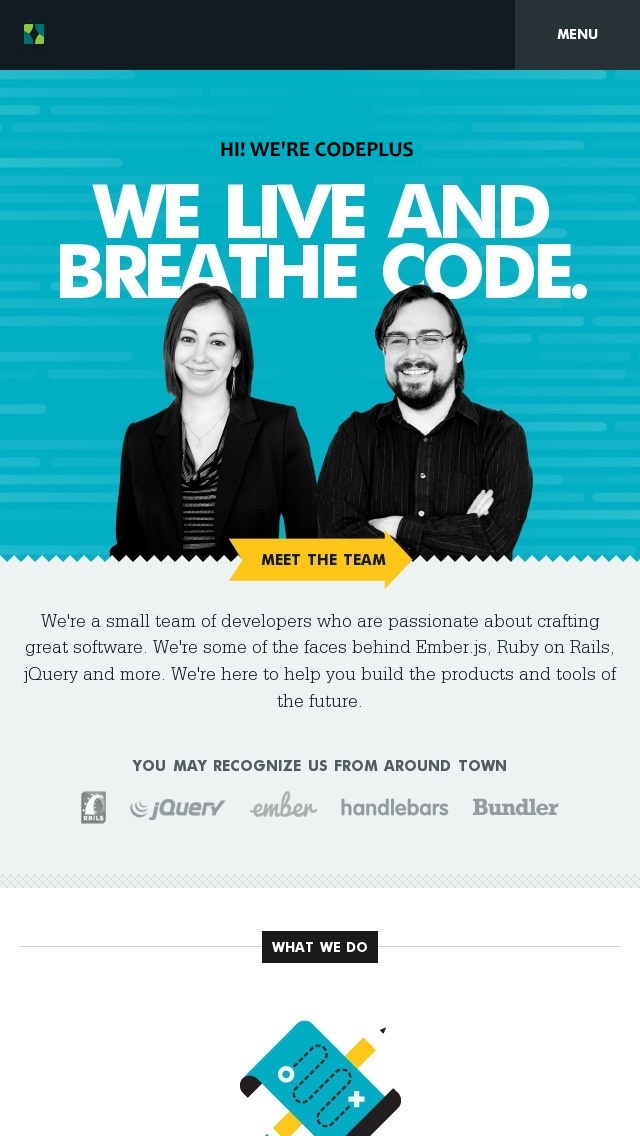 MENU
HI! WE'RE CODEPLUS
WE LIVE AND
BREATHE CODE.
MEET THE TEAM
We're a small team of developers who are passionate about crafting
great software. We're some of the faces behind Ember.js, Ruby on Rails,
jQuery and more. We're here to help you build the products and tools of
the future.
YOU MAY RECOGNIZE US FROM AROUND TOWN
RAILS jQuery ember handlebars Bundler
WHAT WE DO